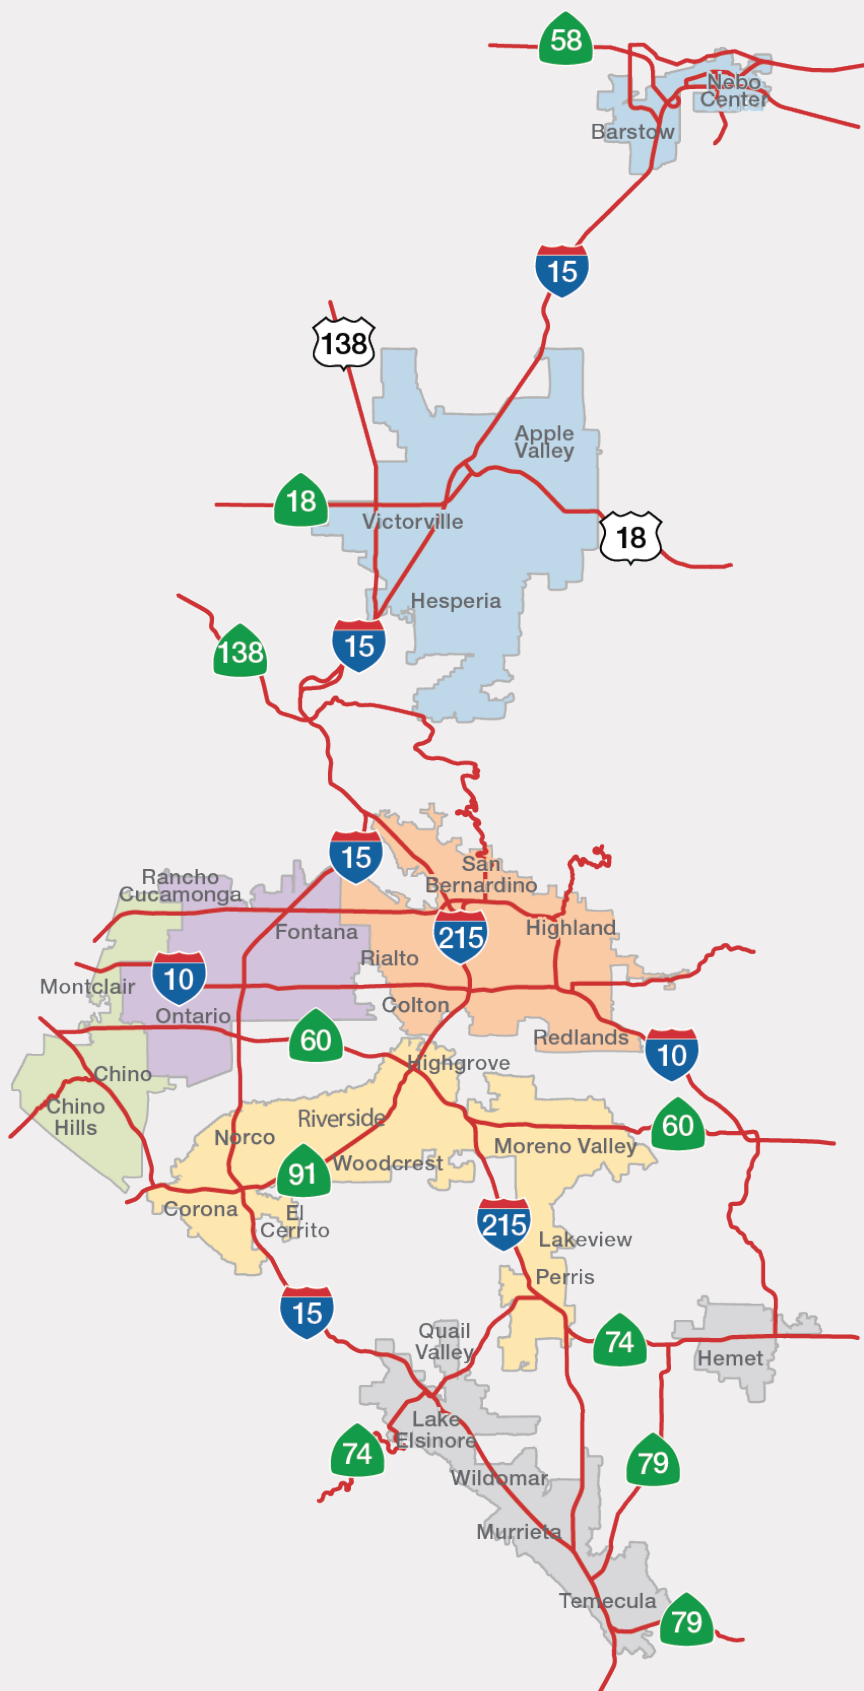 58
Nebo
Center
Barstow
15
138
Apple
Valley
18
Victorville
18
Hesperia
15
138
15
San
Bernardino
Rancho
Cucamonga
Fontana
215
Highland
Rialto
10
Montclair
Colton
Ontario
60
Redlands
10
Highgrove
Chino
Chino
Hills
Riverside
60
Norco
Moreno Valley
Woodcrest
91
Corona
El
Cerrito
215
Lakeview
Perris
15
Quail
Valley
74
Hemet
Lake
Elsinore
74
79
Wildomar
Murrieta
Temecula
79